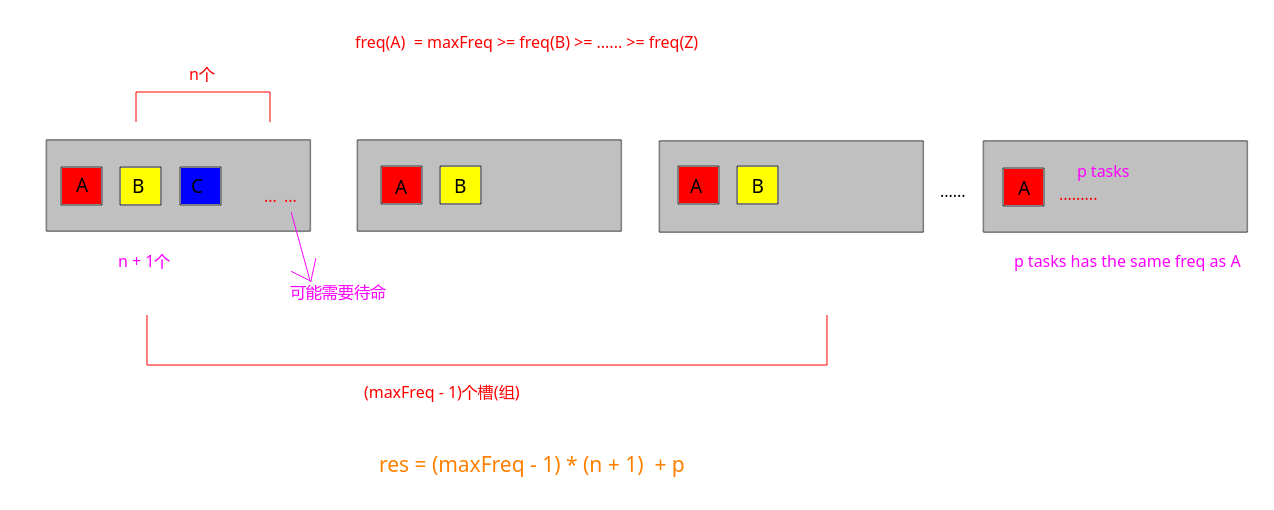 freq(A)  = maxFreq >= freq(B) >= ...... >= freq(Z)
n个
A B C ... ...
A B
A B
......
A p tasks
.........
n + 1个
p tasks has the same freq as A
可能需要待命
(maxFreq - 1)个槽(组)
res = (maxFreq - 1) * (n + 1)  + p